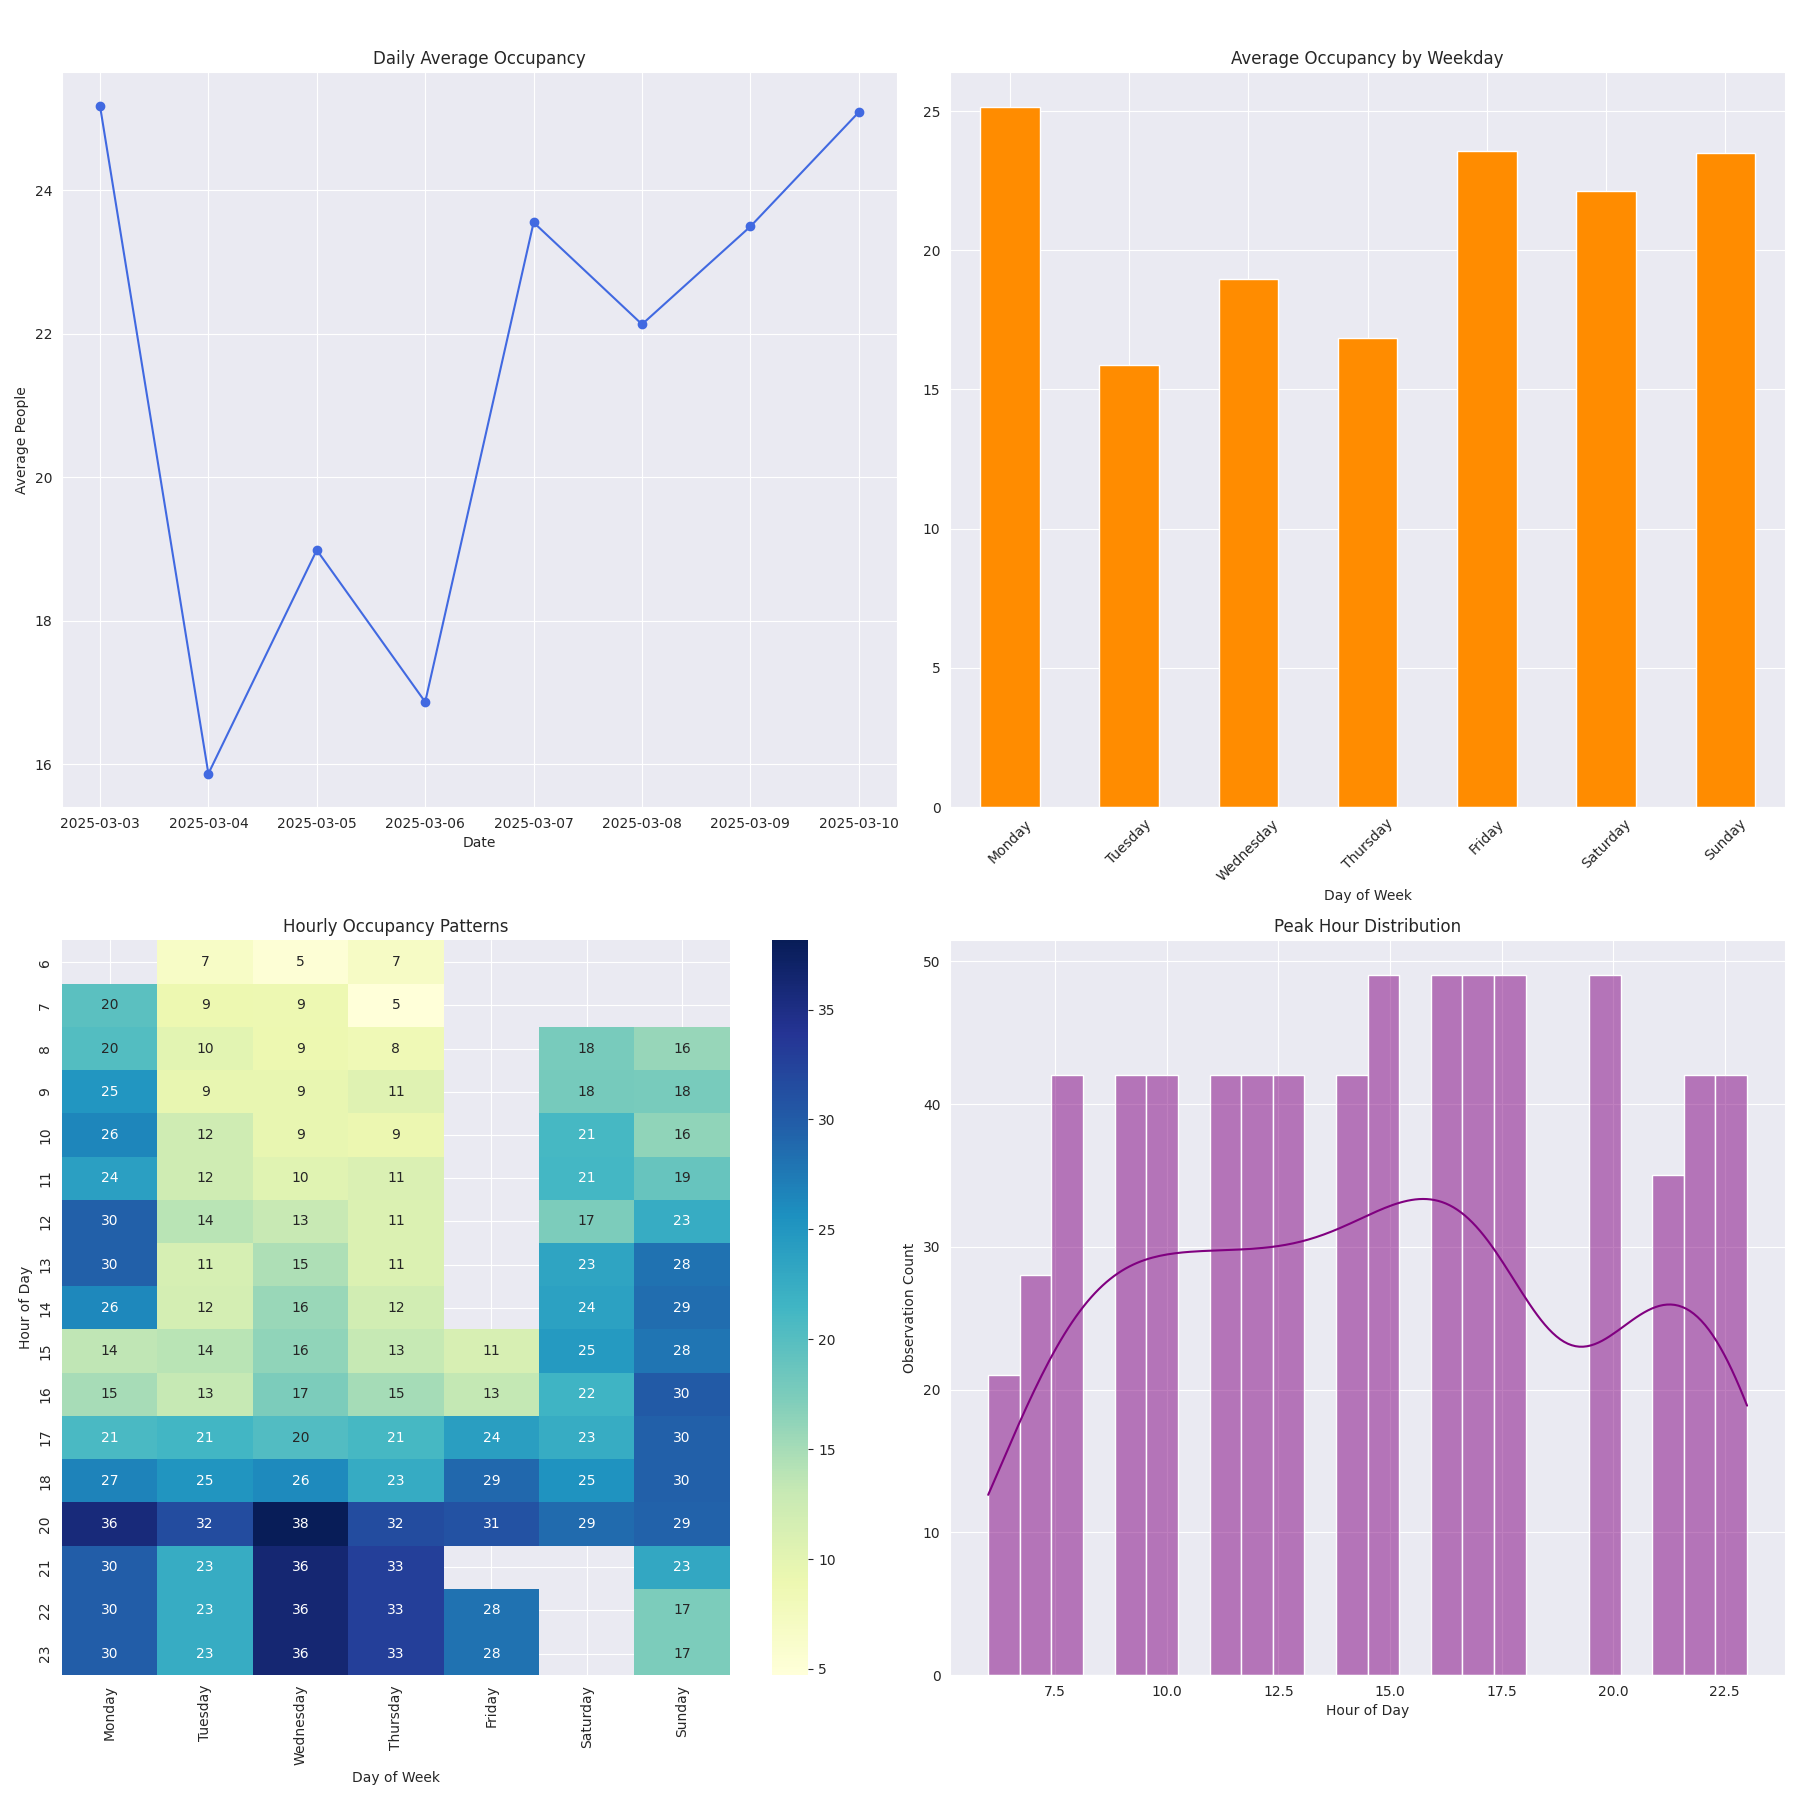 Daily Average Occupancy
Average People
24
22
20
18
16
2025-03-03 2025-03-04 2025-03-05 2025-03-06 2025-03-07 2025-03-08 2025-03-09 2025-03-10
Date
Average Occupancy by Weekday
25
20
15
10
5
0
Monday Tuesday Wednesday Thursday Friday Saturday Sunday
Day of Week
Hourly Occupancy Patterns
Hour of Day
6 7 5 7
7 20 9 9 5
8 20 10 9 8 18 16
9 25 9 9 11 18 18
10 26 12 9 9 21 16
11 24 12 10 11 21 19
12 30 14 13 11 17 23
13 30 11 15 11 23 28
14 26 12 16 12 24 29
15 14 14 16 13 11 25 28
16 15 13 17 15 13 22 30
17 21 21 20 21 24 23 30
18 27 25 26 23 29 25 30
20 36 32 38 32 31 29 29
21 30 23 36 33 23
22 30 23 36 33 28 17
23 30 23 36 33 28 17
Monday Tuesday Wednesday Thursday Friday Saturday Sunday
Day of Week
35
30
25
20
15
10
5
Peak Hour Distribution
Observation Count
50
40
30
20
10
0
7.5 10.0 12.5 15.0 17.5 20.0 22.5
Hour of Day